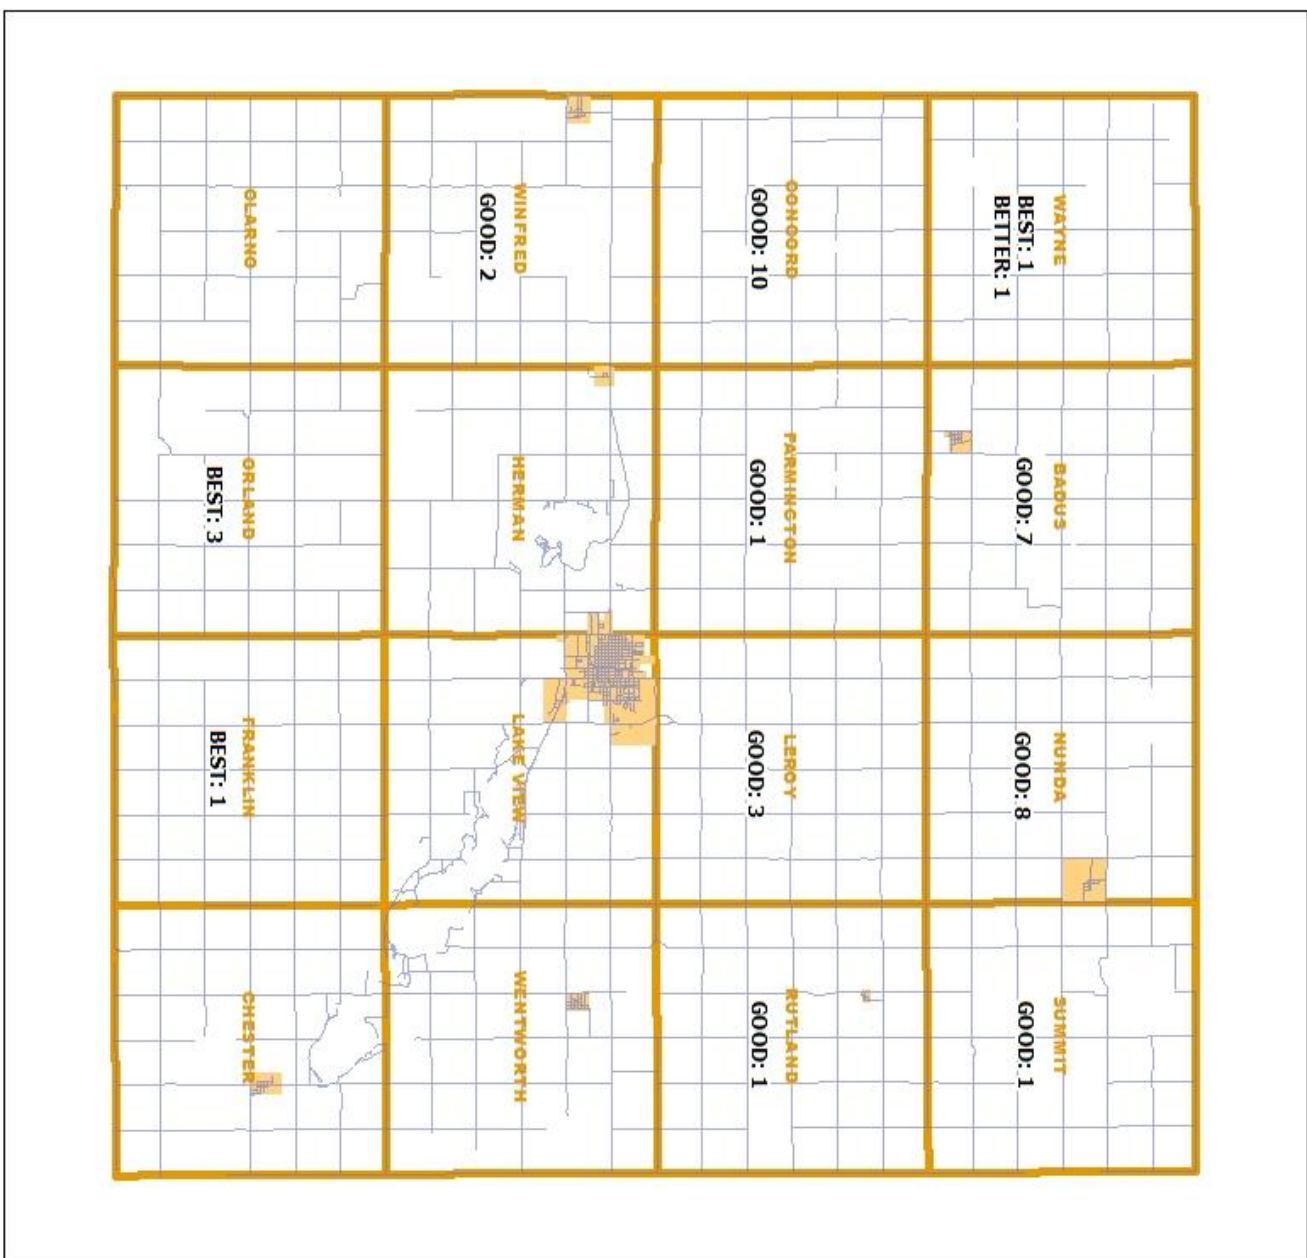 WAYNE
BEST: 1
BETTER: 1
BADUS
GOOD: 7
NUNDA
GOOD: 8
SUMMIT
GOOD: 1
CONCORD
GOOD: 10
FARMINGTON
GOOD: 1
LEROY
GOOD: 3
RUTLAND
GOOD: 1
WINFRED
GOOD: 2
HERMAN
LAKE VIEW
WENTWORTH
CLARNO
ORLAND
BEST: 3
FRANKLIN
BEST: 1
CHESTER